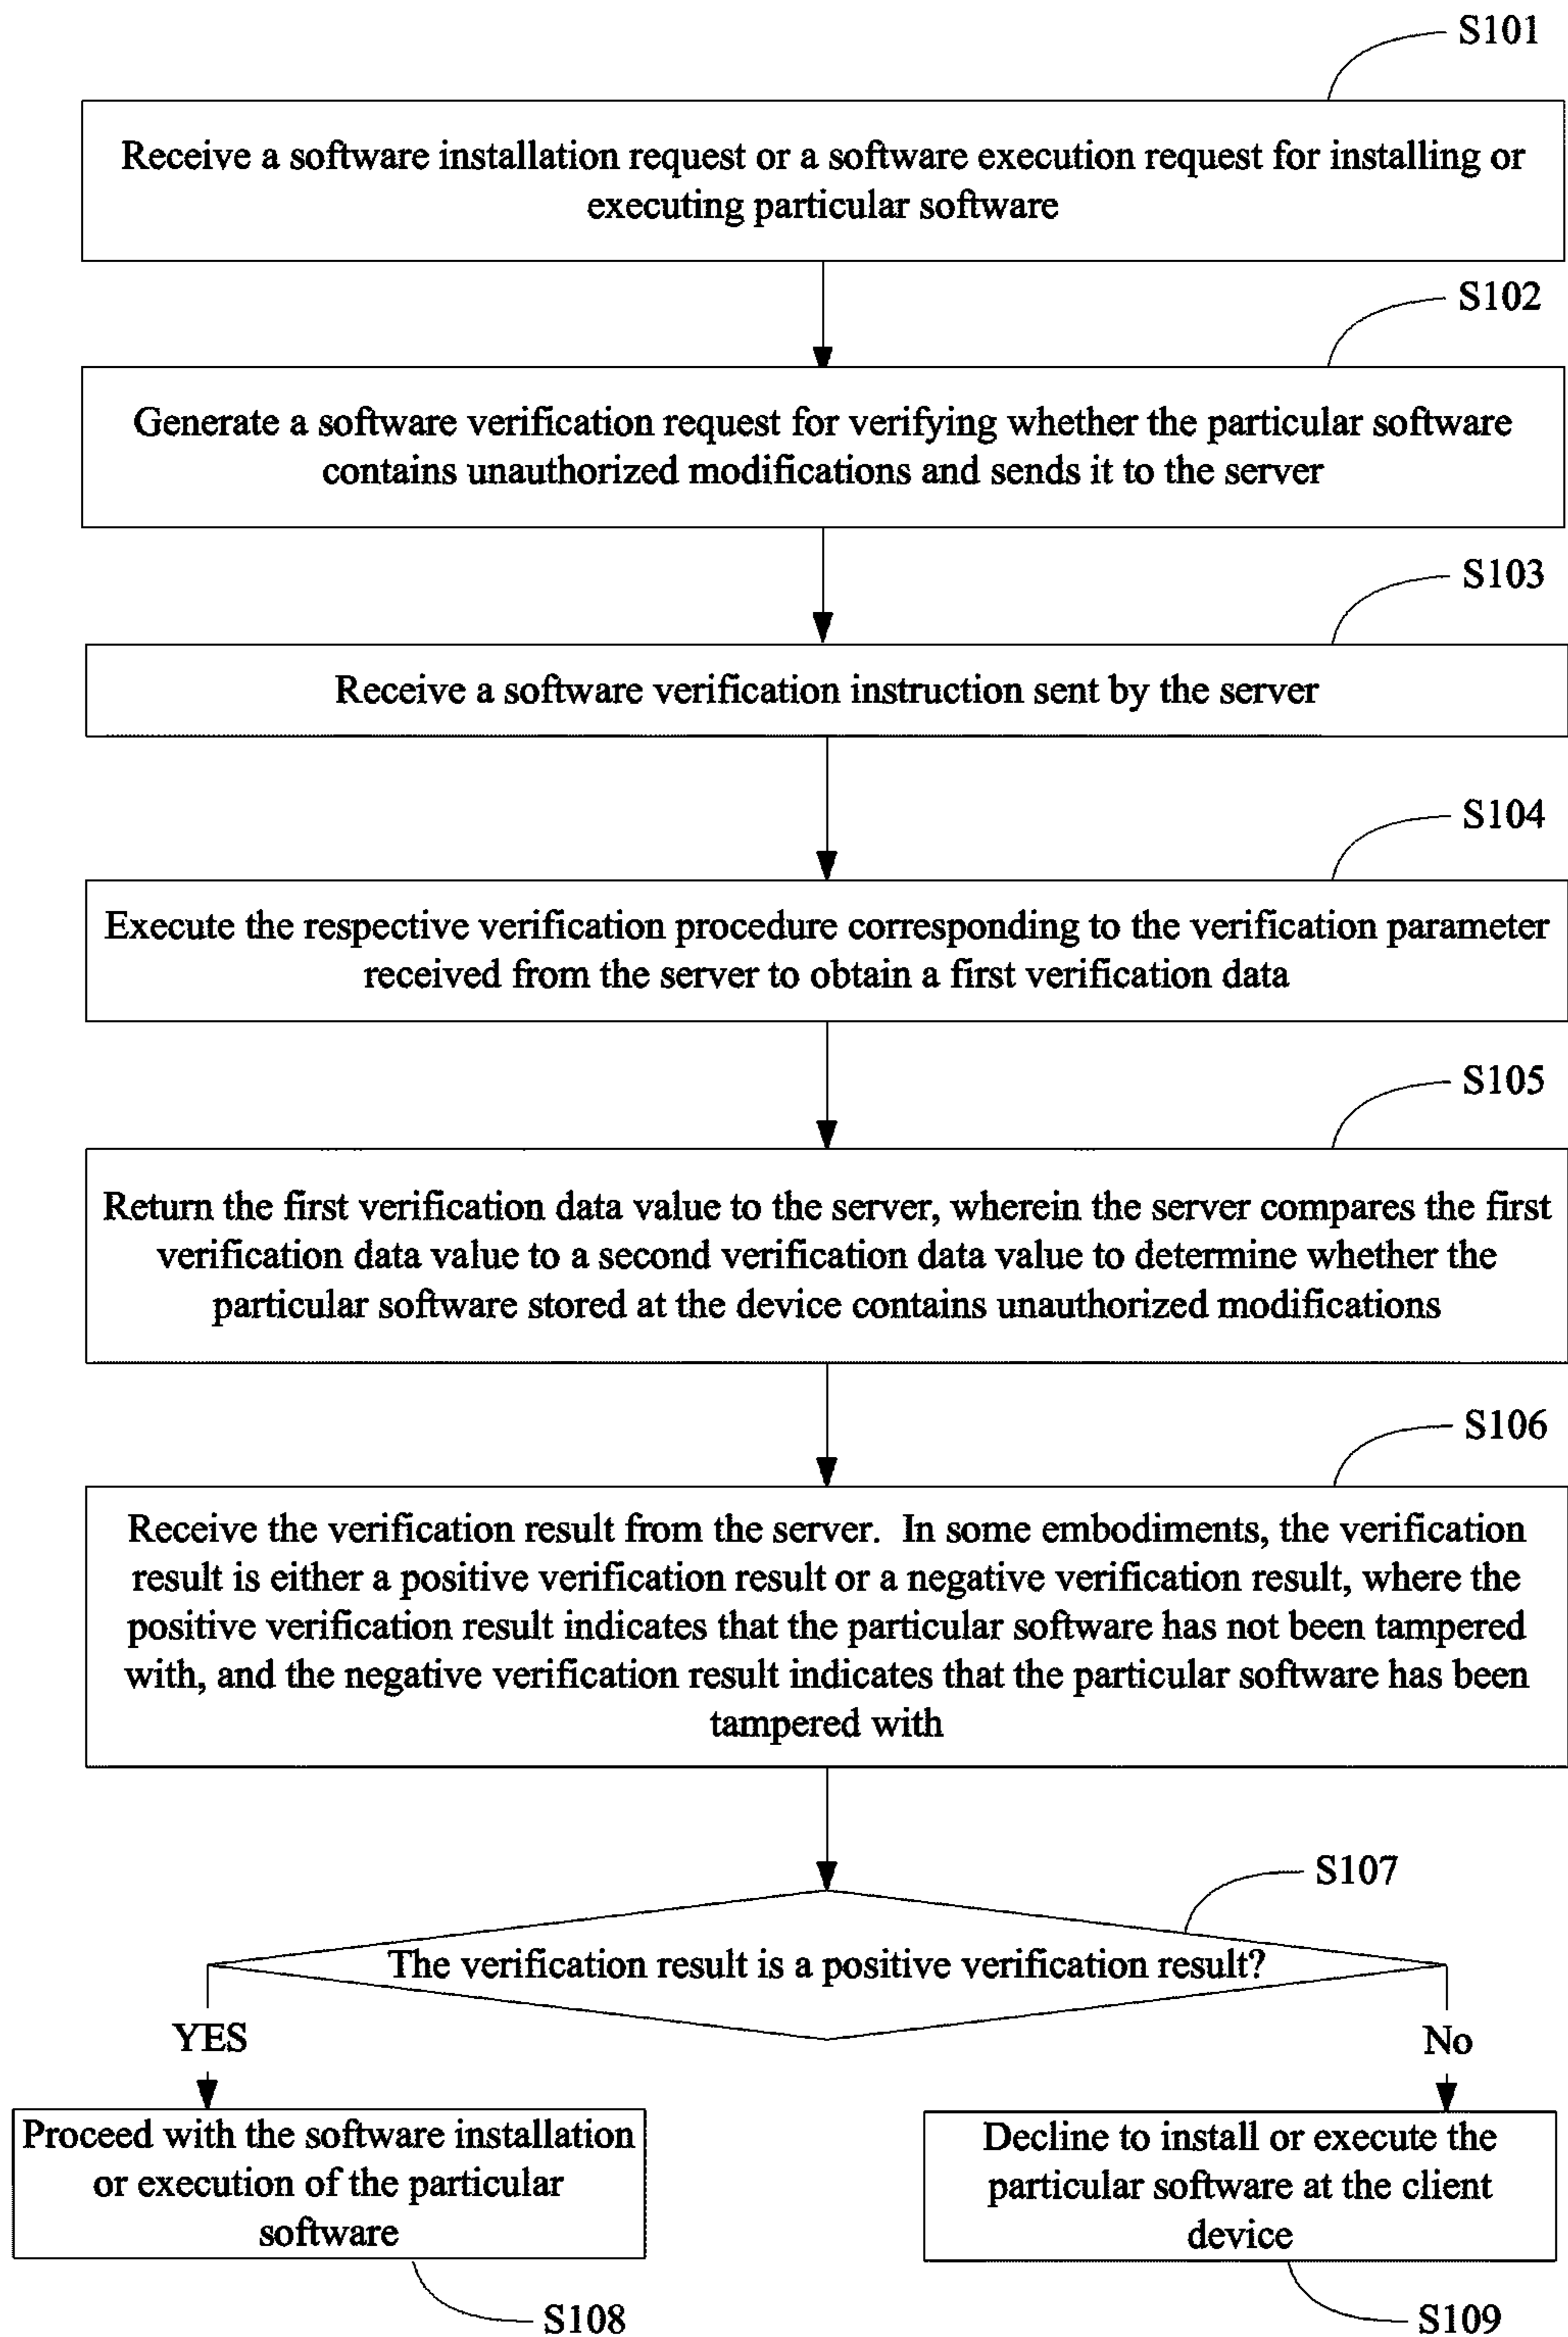 S101
Receive a software installation request or a software execution request for installing or
executing particular software
S102
Generate a software verification request for verifying whether the particular software
contains unauthorized modifications and sends it to the server
S103
Receive a software verification instruction sent by the server
S104
Execute the respective verification procedure corresponding to the verification parameter
received from the server to obtain a first verification data
S105
Return the first verification data value to the server, wherein the server compares the first
verification data value to a second verification data value to determine whether the
particular software stored at the device contains unauthorized modifications
S106
Receive the verification result from the server. In some embodiments, the verification
result is either a positive verification result or a negative verification result, where the
positive verification result indicates that the particular software has not been tampered
with, and the negative verification result indicates that the particular software has been
tampered with
S107
The verification result is a positive verification result?
YES
No
Proceed with the software installation
or execution of the particular
software
Decline to install or execute the
particular software at the client
device
S108
S109